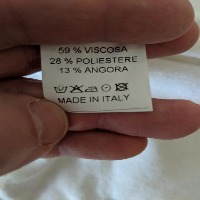 59 % VISCOSA
28 % POLIESTERE
13 % ANGORA
MADE IN ITALY